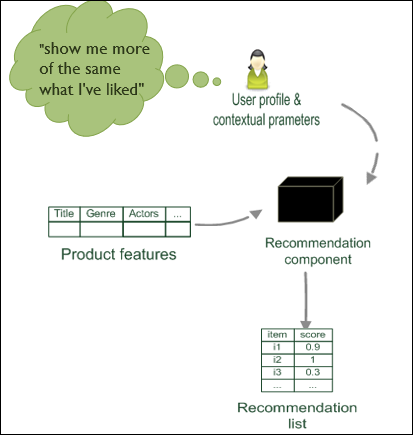 "show me more
of the same
what I've liked"
User profile &
contextual prameters
Title Genre Actors ...
Product features
Recommendation
component
item score
i1 0.9
i2 1
i3 0.3
... ...
Recommendation
list